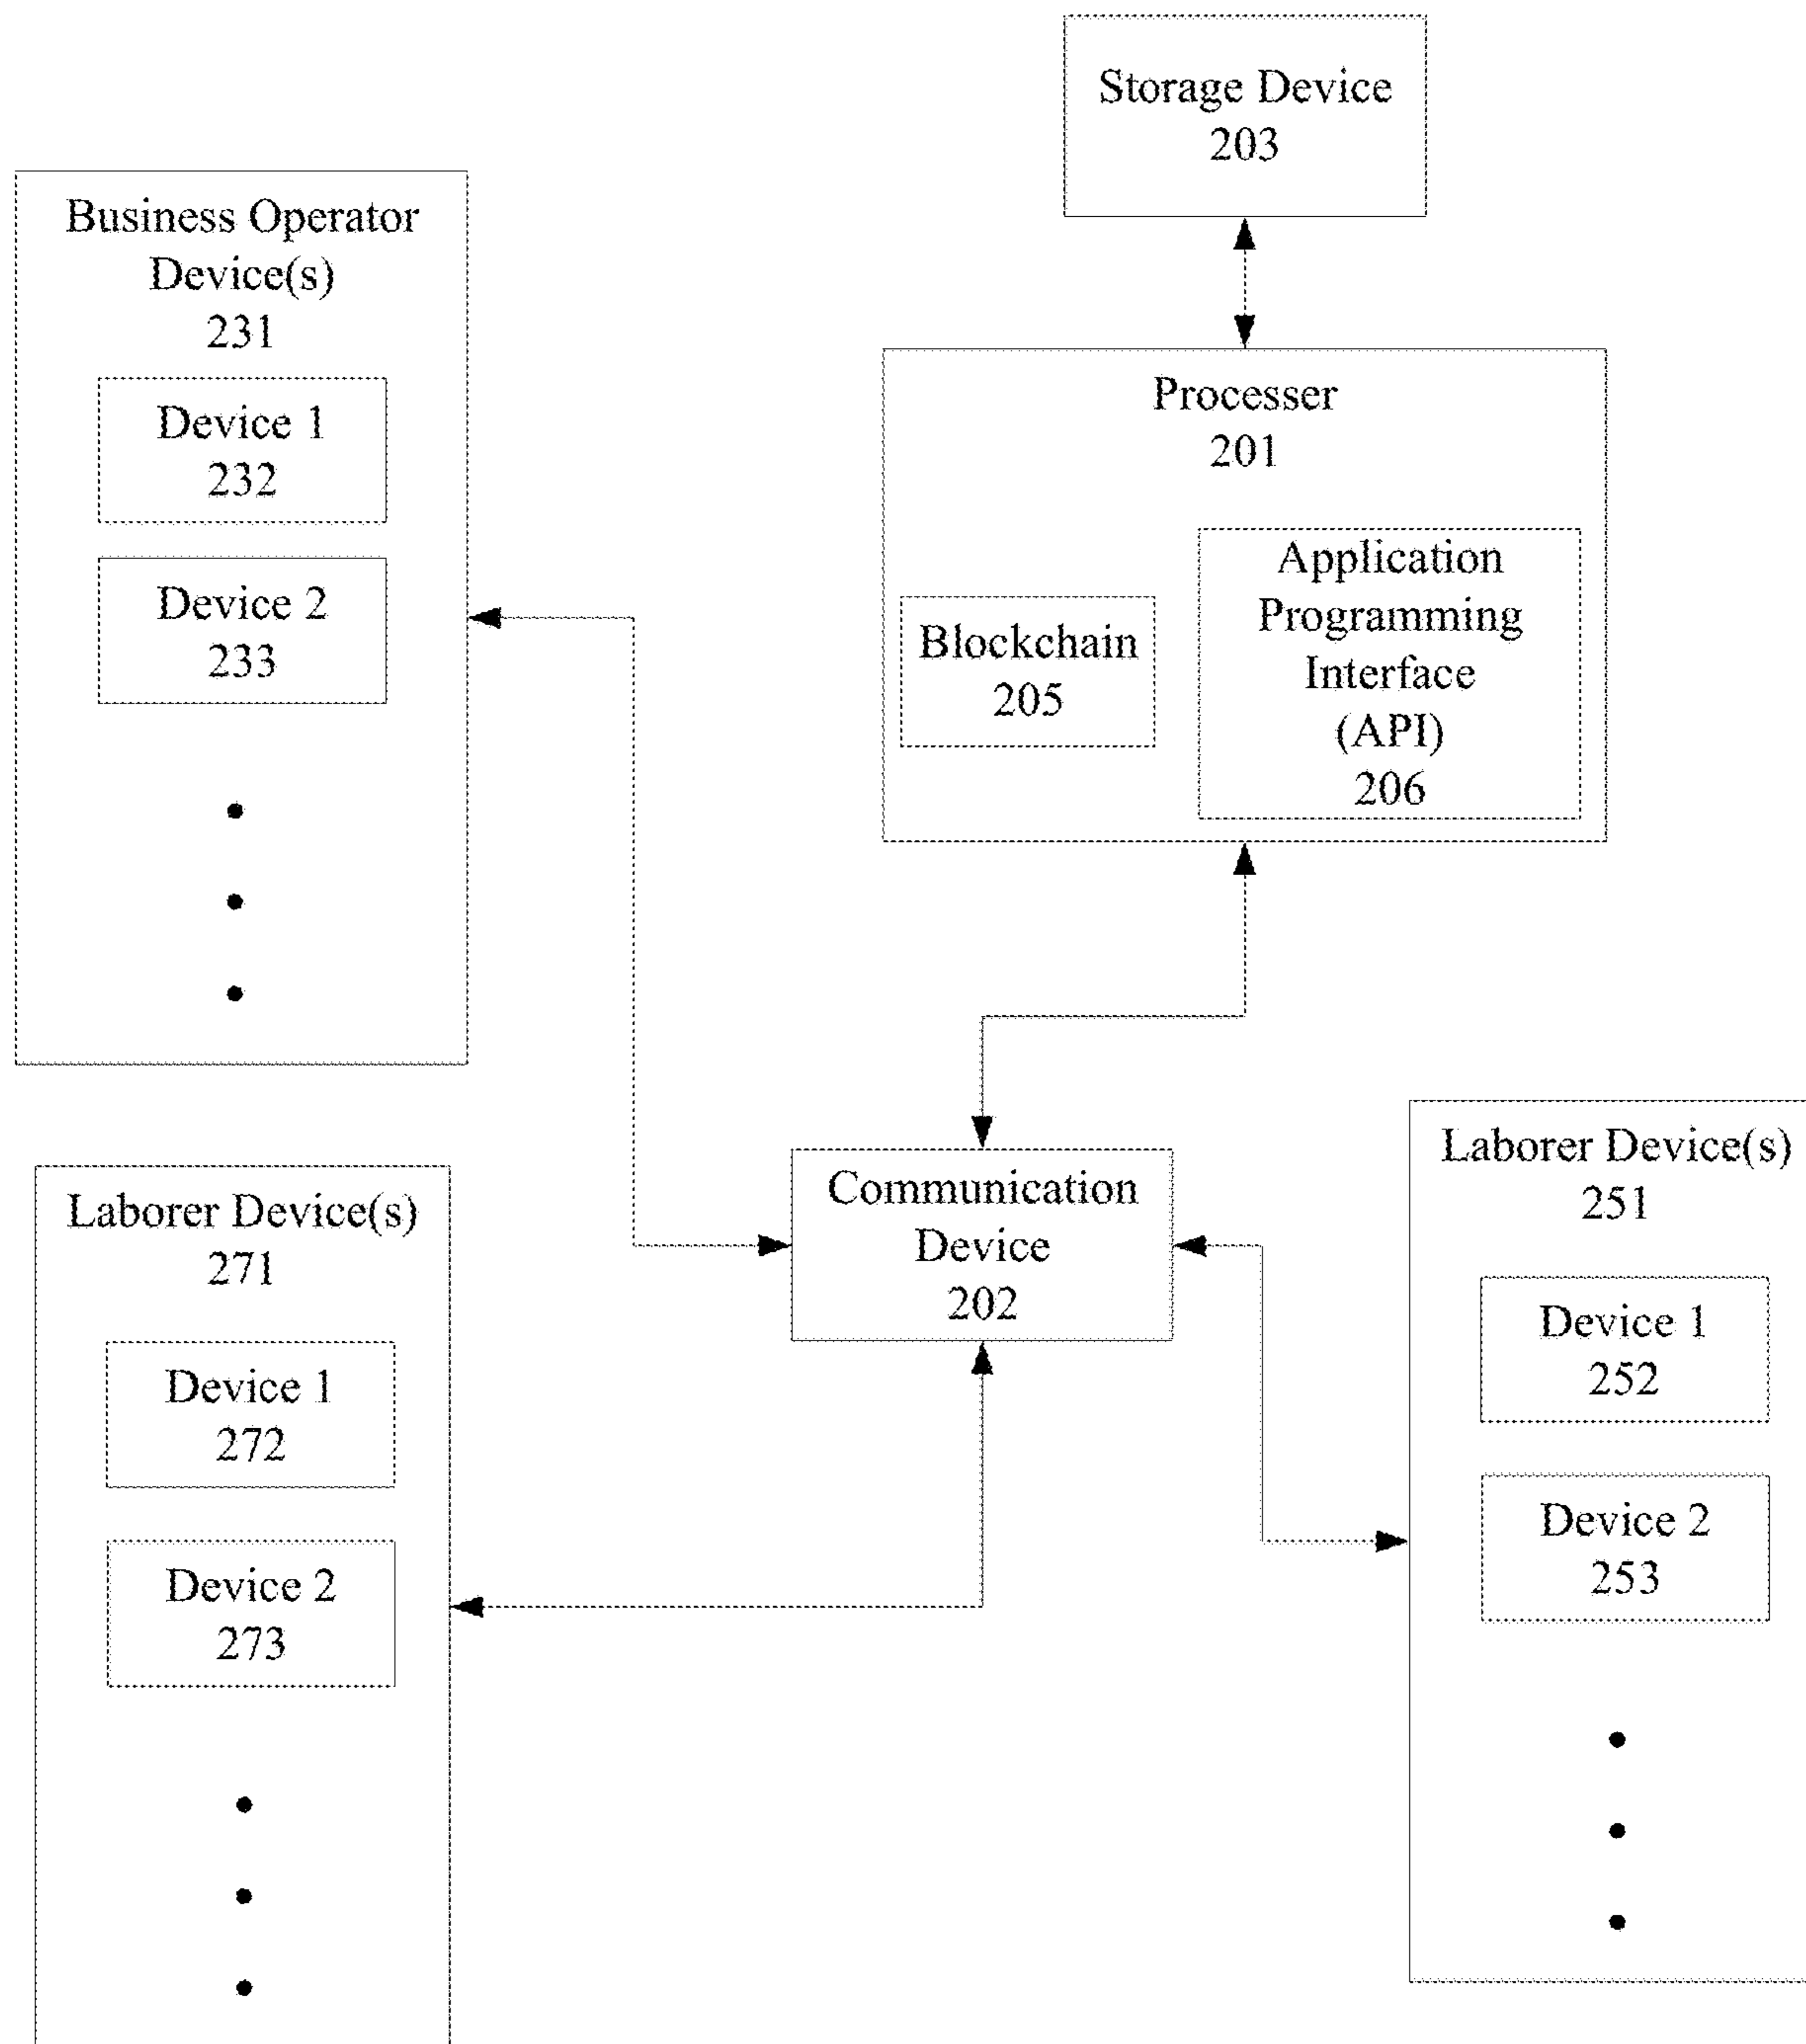 Storage Device
203
Business Operator
Device(s)
231
Device 1
232
Device 2
233
Processer
201
Blockchain
205
Application
Programming
Interface
(API)
206
Communication
Device
202
Laborer Device(s)
271
Device 1
272
Device 2
273
Laborer Device(s)
251
Device 1
252
Device 2
253